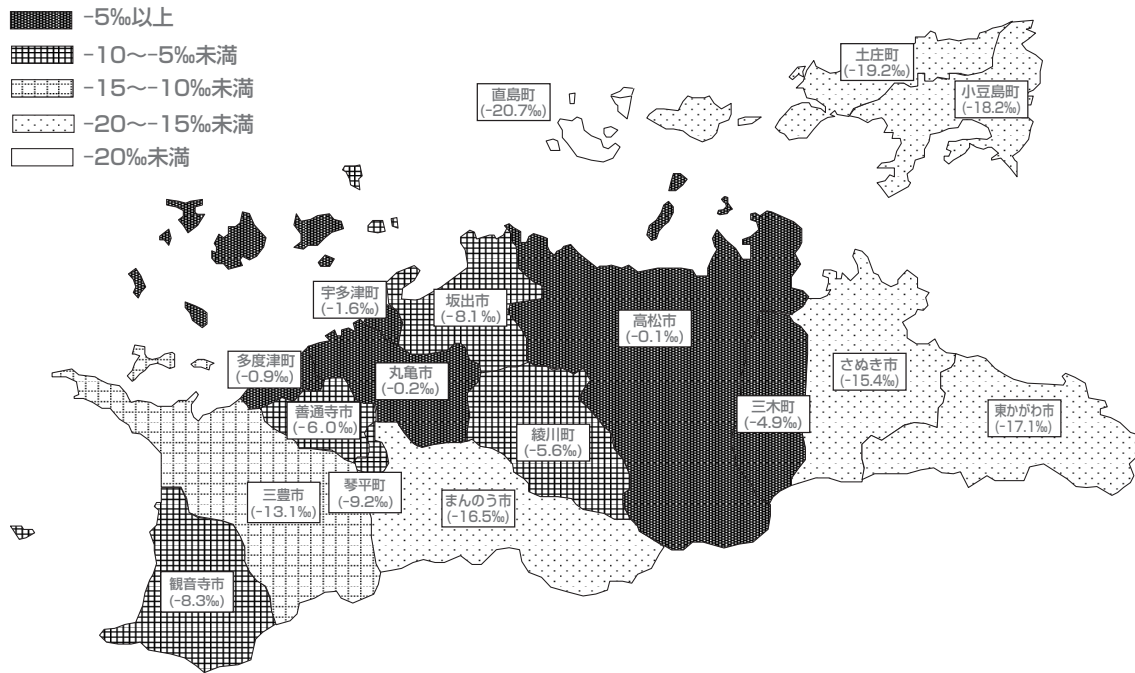 -5‰以上
-10～-5‰未満
-15～-10‰未満
-20～-15‰未満
-20‰未満
土庄町
(-19.2‰)
直島町
(-20.7‰)
小豆島町
(-18.2‰)
宇多津町
(-1.6‰)
坂出市
(-8.1‰)
高松市
(-0.1‰)
多度津町
(-0.9‰)
丸亀市
(-0.2‰)
さぬき市
(-15.4‰)
善通寺市
(-6.0‰)
綾川町
(-5.6‰)
三木町
(-4.9‰)
東かがわ市
(-17.1‰)
三豊市
(-13.1‰)
琴平町
(-9.2‰)
まんのう市
(-16.5‰)
観音寺市
(-8.3‰)